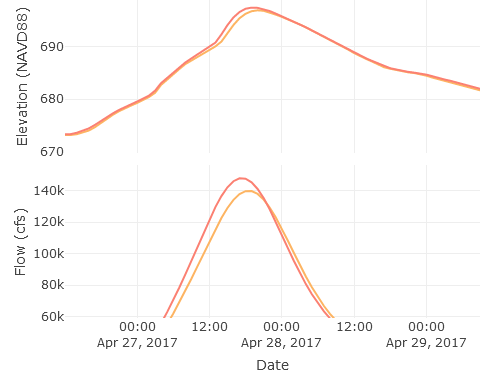 Elevation (NAVD88)
690
680
670
Flow (cfs)
140k
120k
100k
80k
60k
00:00 12:00 00:00 12:00 00:00
Apr 27, 2017 Apr 28, 2017 Apr 29, 2017
Date